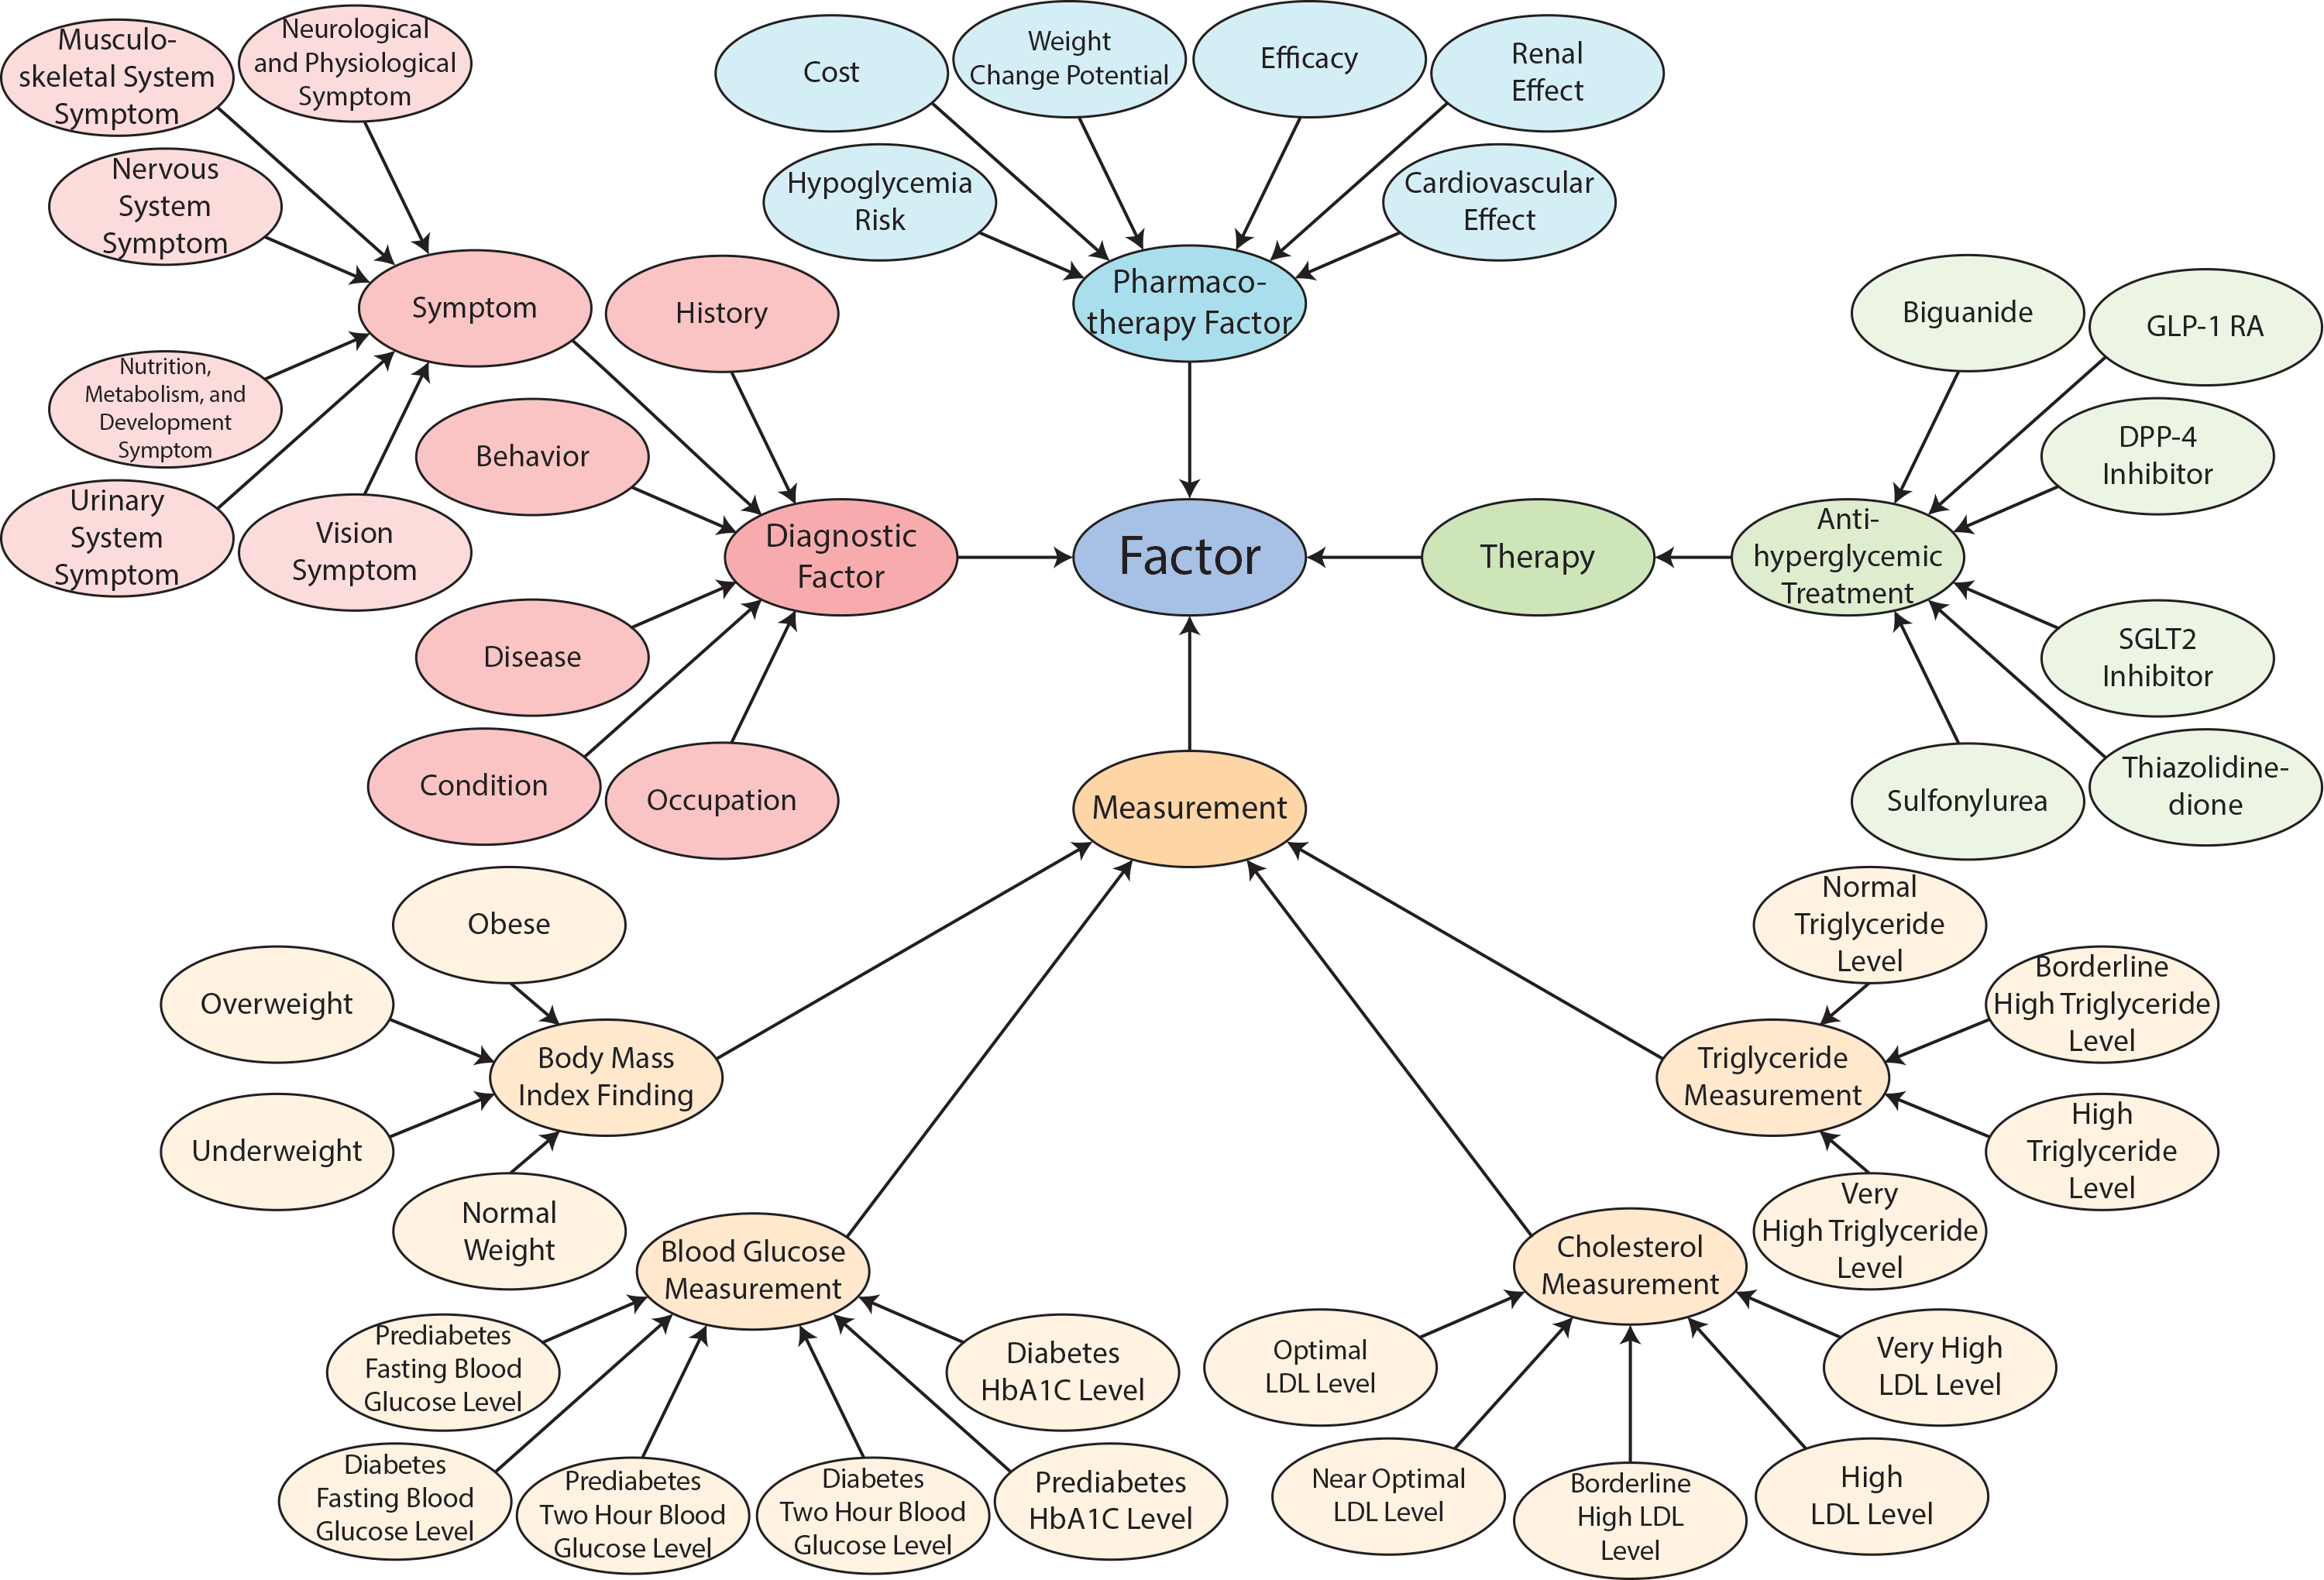 Musculo-
skeletal System
Symptom
Neurological
and Physiological
Symptom
Nervous
System
Symptom
Symptom
Nutrition,
Metabolism, and
Development
Symptom
Urinary
System
Symptom
Vision
Symptom
History
Behavior
Diagnostic
Factor
Disease
Condition
Occupation
Cost
Weight
Change Potential
Efficacy
Renal
Effect
Hypoglycemia
Risk
Cardiovascular
Effect
Pharmaco-
therapy Factor
Factor
Therapy
Anti-
hyperglycemic
Treatment
Biguanide
GLP-1 RA
DPP-4
Inhibitor
SGLT2
Inhibitor
Thiazolidine-
dione
Sulfonylurea
Measurement
Obese
Overweight
Body Mass
Index Finding
Underweight
Normal
Weight
Blood Glucose
Measurement
Prediabetes
Fasting Blood
Glucose Level
Diabetes
Fasting Blood
Glucose Level
Prediabetes
Two Hour Blood
Glucose Level
Diabetes
Two Hour Blood
Glucose Level
Prediabetes
HbA1C Level
Diabetes
HbA1C Level
Normal
Triglyceride
Level
Borderline
High Triglyceride
Level
Triglyceride
Measurement
High
Triglyceride
Level
Very
High Triglyceride
Level
Cholesterol
Measurement
Optimal
LDL Level
Near Optimal
LDL Level
Borderline
High LDL
Level
High
LDL Level
Very High
LDL Level